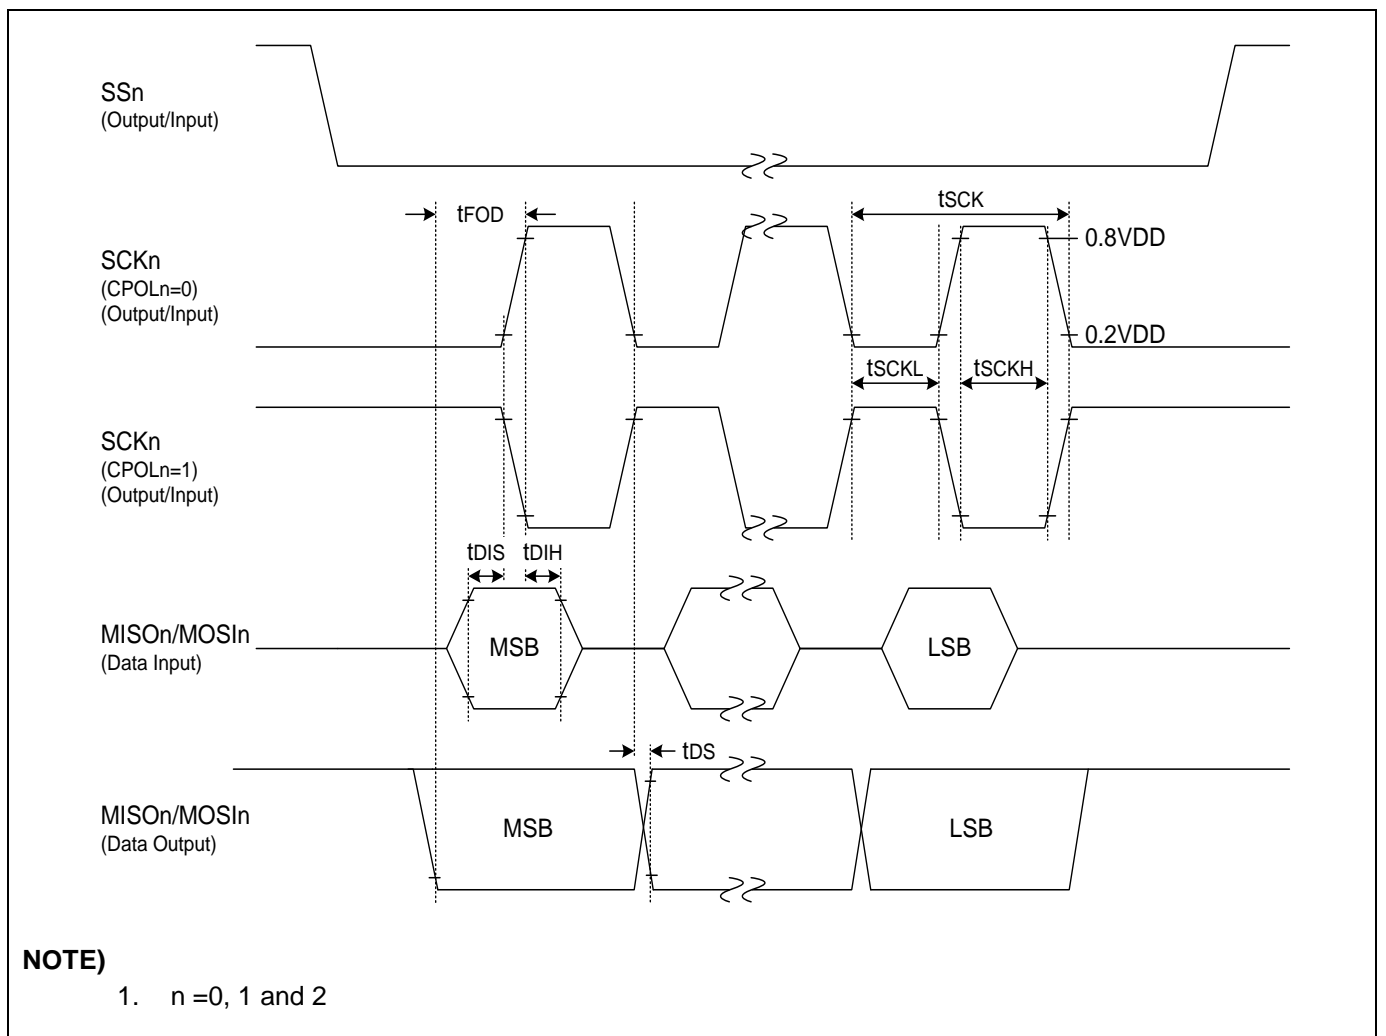 SSn
(Output/Input)
tFOD
tSCK
0.8VDD
SCKn
(CPOLn=0)
(Output/Input)
0.2VDD
tSCKL
tSCKH
SCKn
(CPOLn=1)
(Output/Input)
tDIS
tDIH
MISOn/MOSIn
(Data Input)
MSB
LSB
tDS
MISOn/MOSIn
(Data Output)
MSB
LSB
NOTE)
1. n =0, 1 and 2